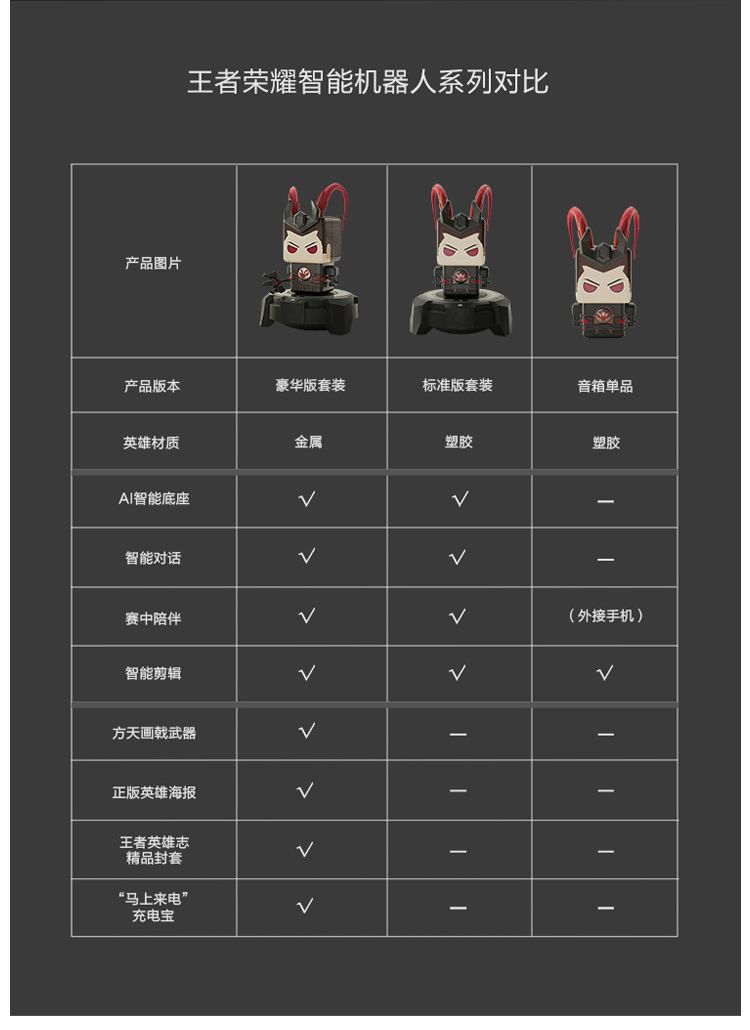 王者荣耀智能机器人系列对比
产品图片
产品版本 豪华版套装 标准版套装 音箱单品
英雄材质 金属 塑胶 塑胶
AI智能底座 √ √ —
智能对话 √ √ —
赛中陪伴 √ √ （外接手机）
智能剪辑 √ √ √
方天画戟武器 √ — —
正版英雄海报 √ — —
王者英雄志
精品封套 √ — —
“马上来电”
充电宝 √ — —